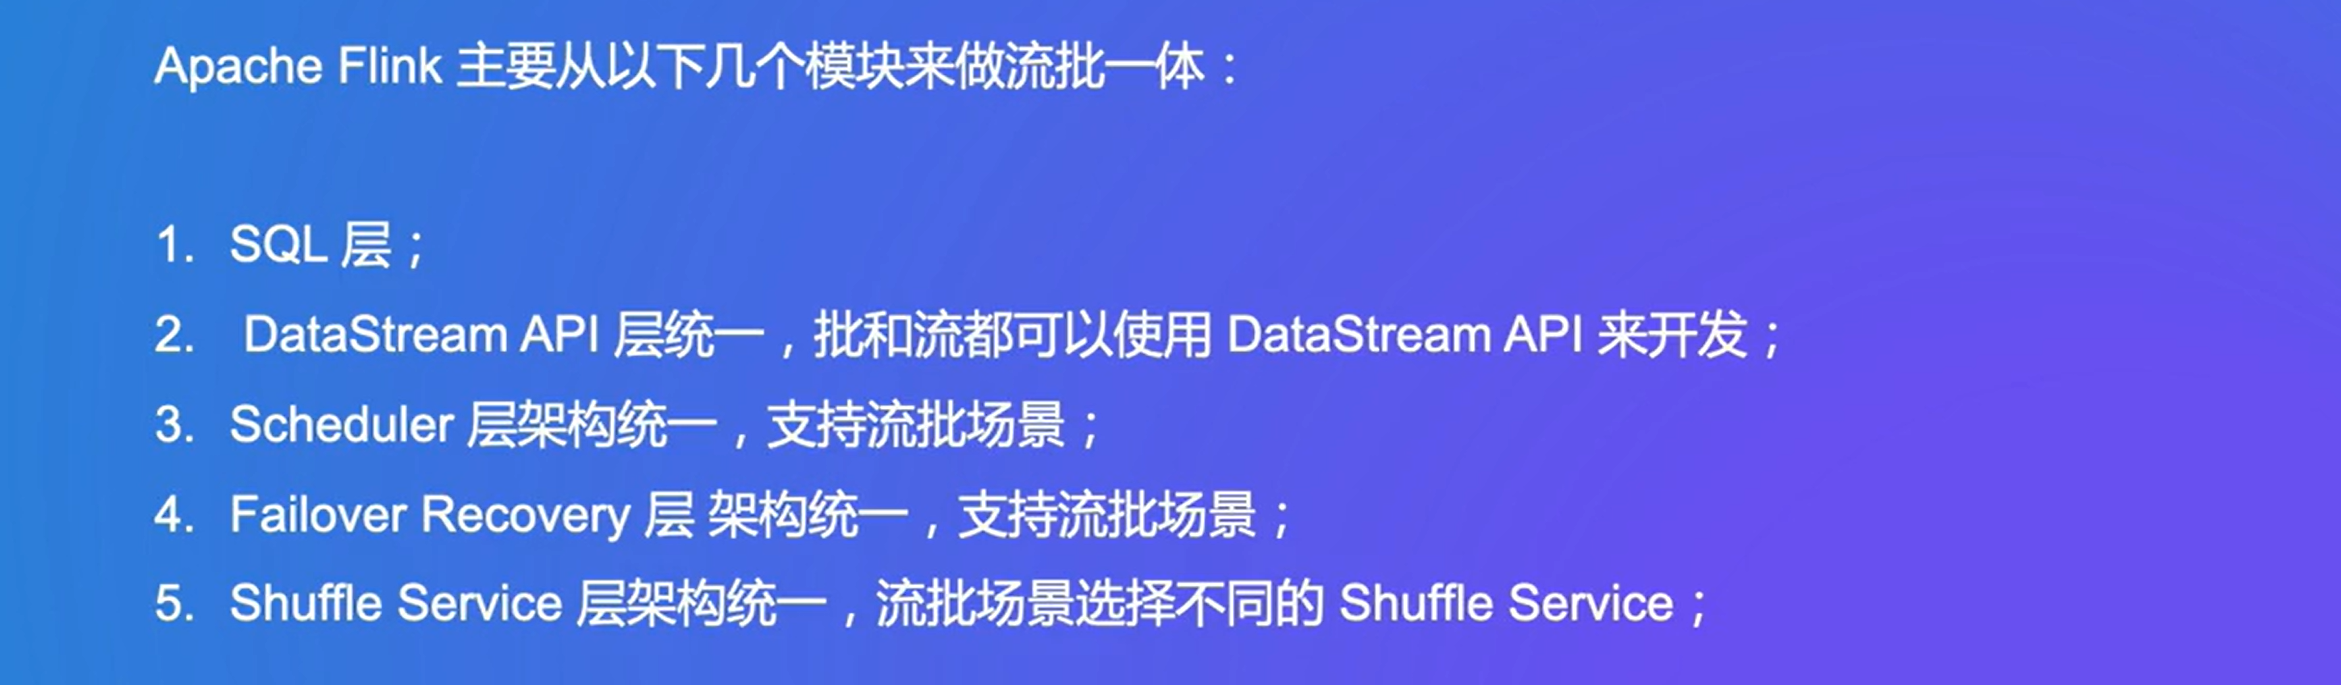 Apache Flink 主要从以下几个模块来做流批一体：
1. SQL 层；
2. DataStream API 层统一，批和流都可以使用 DataStream API 来开发；
3. Scheduler 层架构统一，支持流批场景；
4. Failover Recovery 层 架构统一，支持流批场景；
5. Shuffle Service 层架构统一，流批场景选择不同的 Shuffle Service；